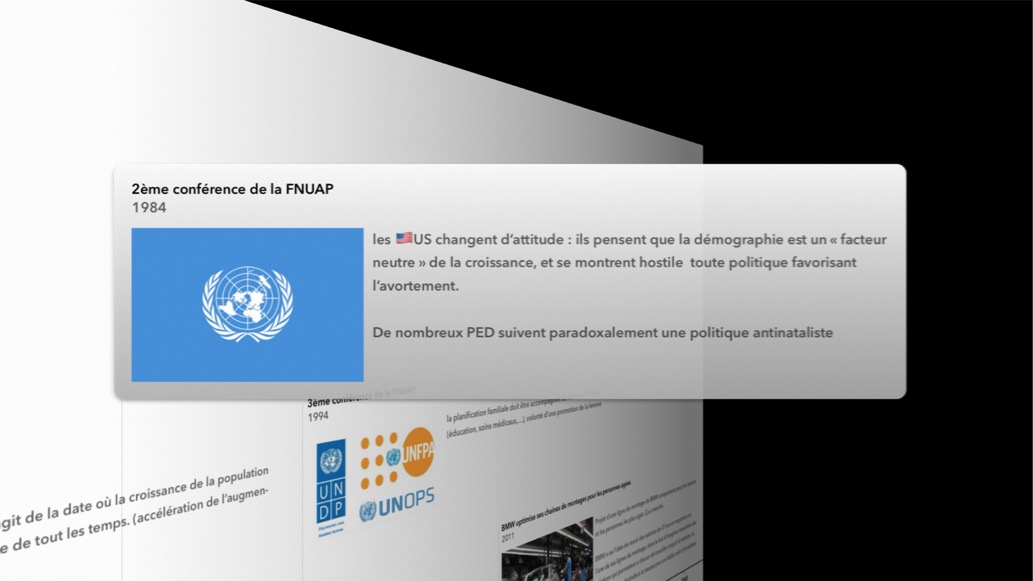 2ème conférence de la FNUAP
1984
les 🇺🇸US changent d’attitude : ils pensent que la démographie est un « facteur
neutre » de la croissance, et se montrent hostile  toute politique favorisant
l’avortement.
De nombreux PED suivent paradoxalement une politique antinataliste
3ème conférence de la FNUAP
1994
la planification familiale doit être accompagnée
(éducation, soins médicaux,...), volonté d’une promotion de la femme
UNFPA
UN
DP
UNOPS
git de la date où la croissance de la population
e de tout les temps. (accélération de l’augmen-
BMW optimise ses chaines de montages pour les personnes agées
2011